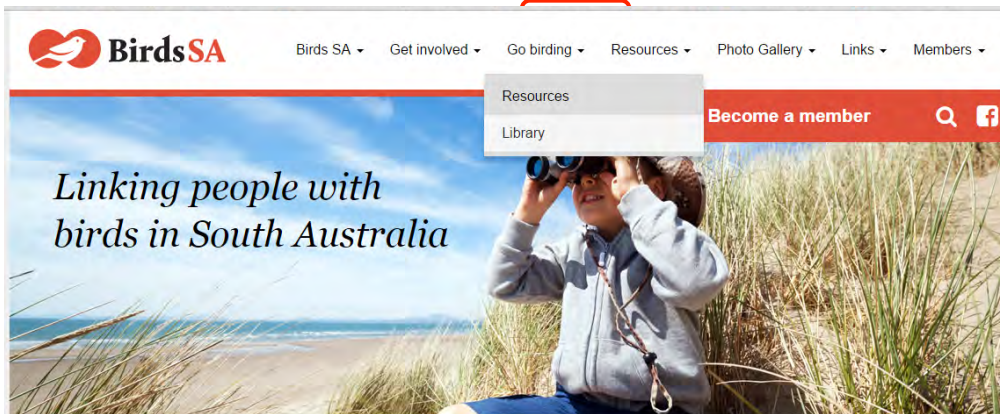 BirdsSA
Birds SA Get involved Go birding Resources Photo Gallery Links Members
Resources
Library
Become a member
Linking people with
birds in South Australia